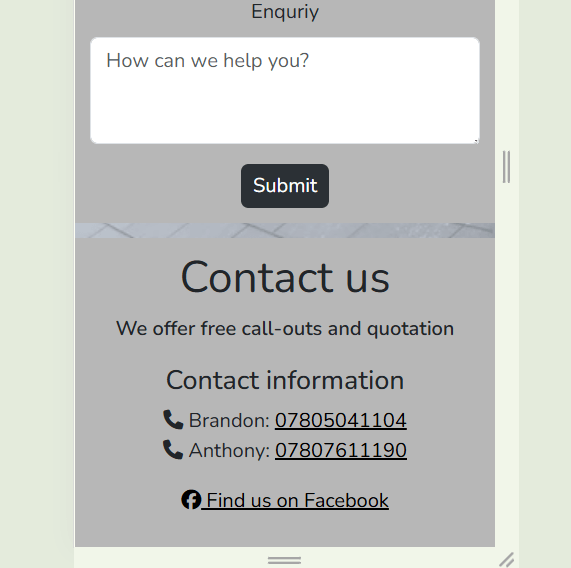 Enquriy
How can we help you?
Submit
Contact us
We offer free call-outs and quotation
Contact information
Brandon: 07805041104
Anthony: 07807611190
Find us on Facebook